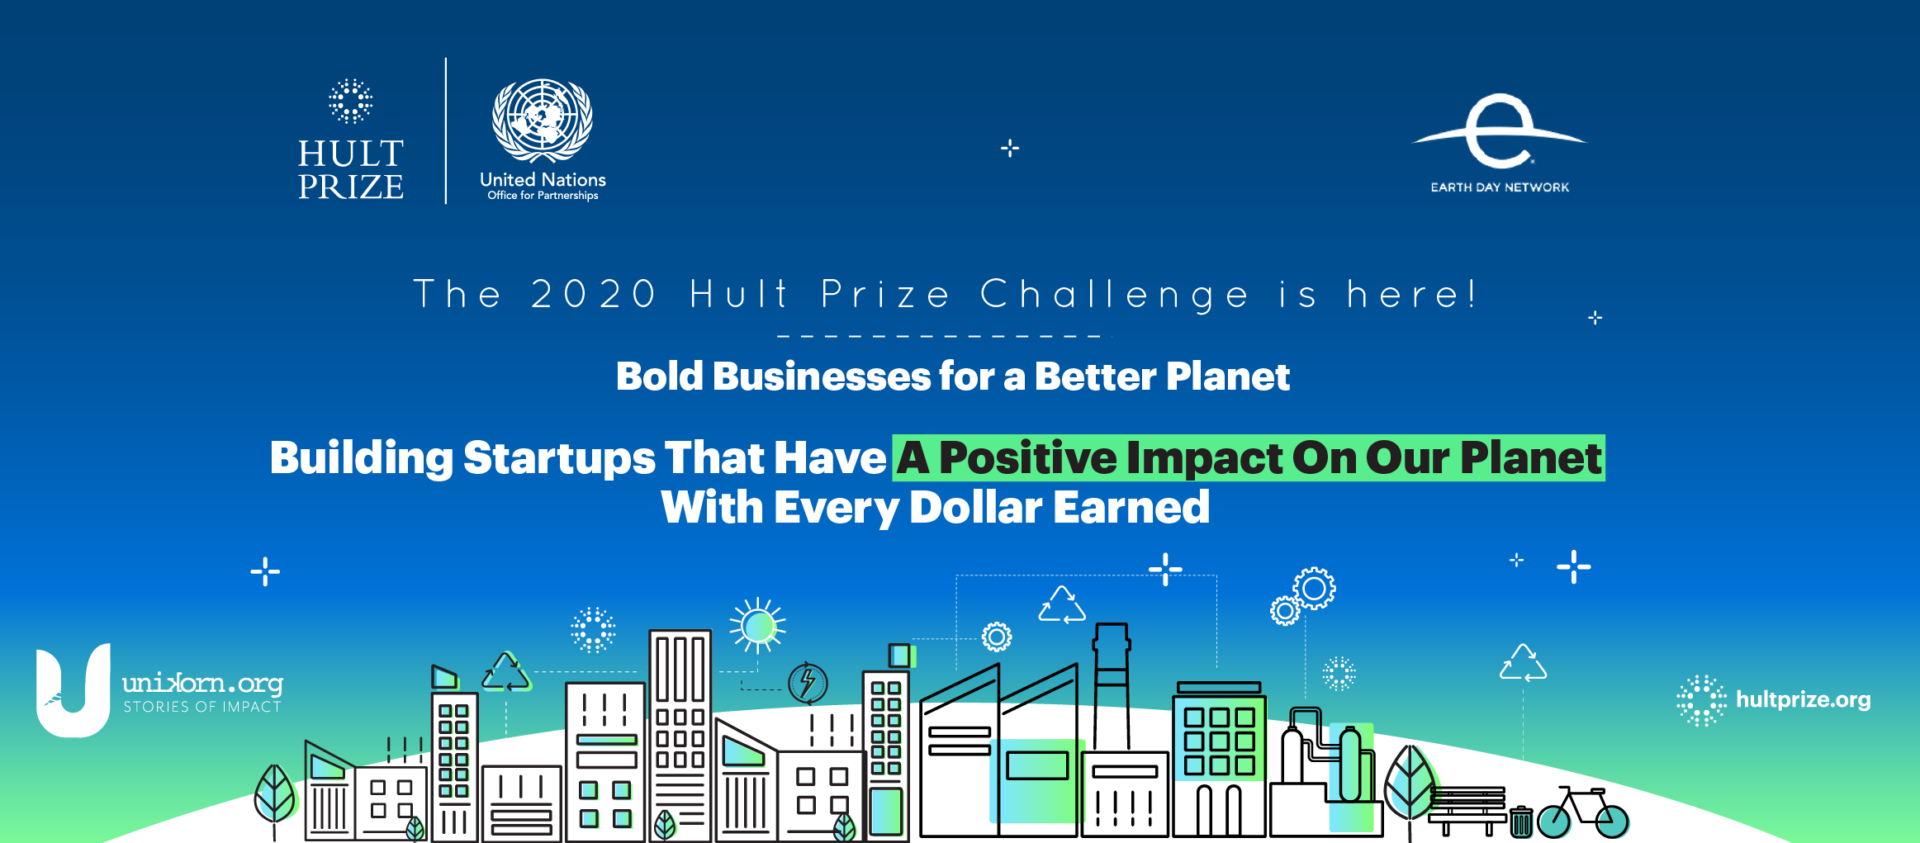 HULT
PRIZE
United Nations
Office for Partnerships
EARTH DAY NETWORK
The 2020 Hult Prize Challenge is here!
Bold Businesses for a Better Planet
Building Startups That Have A Positive Impact On Our Planet
With Every Dollar Earned
uniKorn.org
STORIES OF IMPACT
hultprize.org